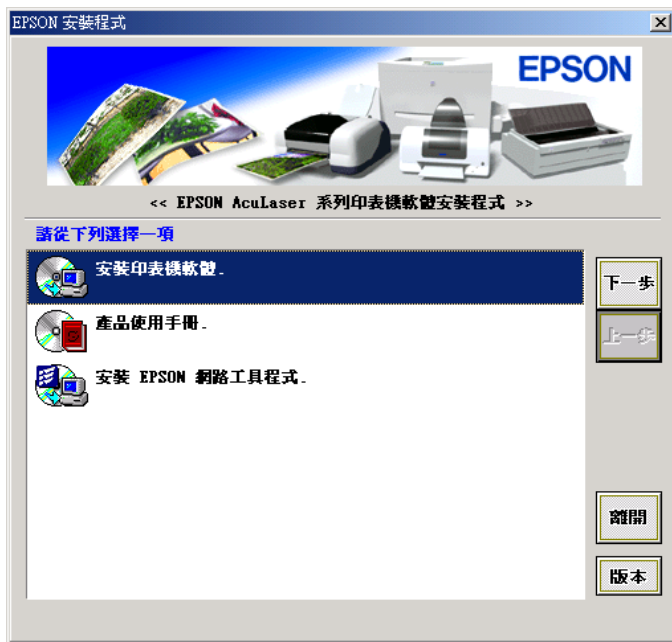 EPSON 安裝程式
EPSON
<< EPSON AcuLaser 系列印表機軟體安裝程式 >>
請從下列選擇一項
安裝印表機軟體.
產品使用手冊.
安裝 EPSON 網路工具程式.
下一步
上一步
離開
版本